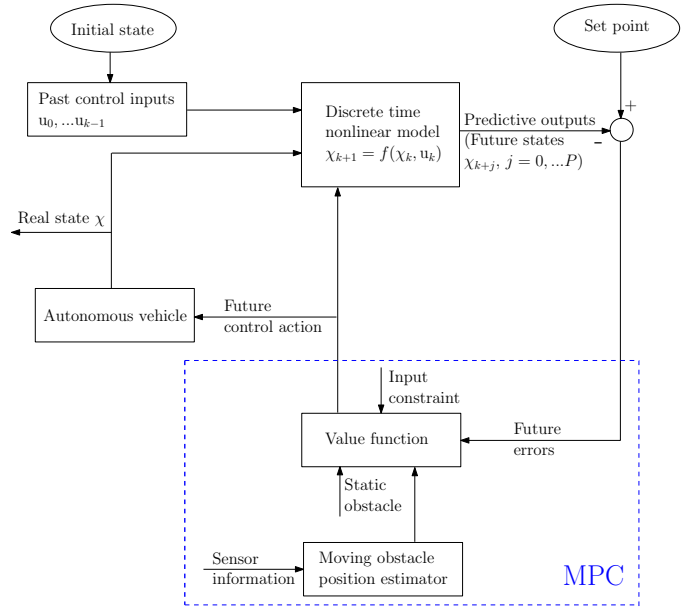 Initial state
Set point
Past control inputs
u₀, ...uₖ₋₁
Discrete time
nonlinear model
χₖ₊₁ = f(χₖ, uₖ)
Predictive outputs
(Future states
χₖ₊ⱼ, j = 0, ...P)
+
-
Real state χ
Autonomous vehicle
Future
control action
Input
constraint
Value function
Future
errors
Static
obstacle
Sensor
information
Moving obstacle
position estimator
MPC